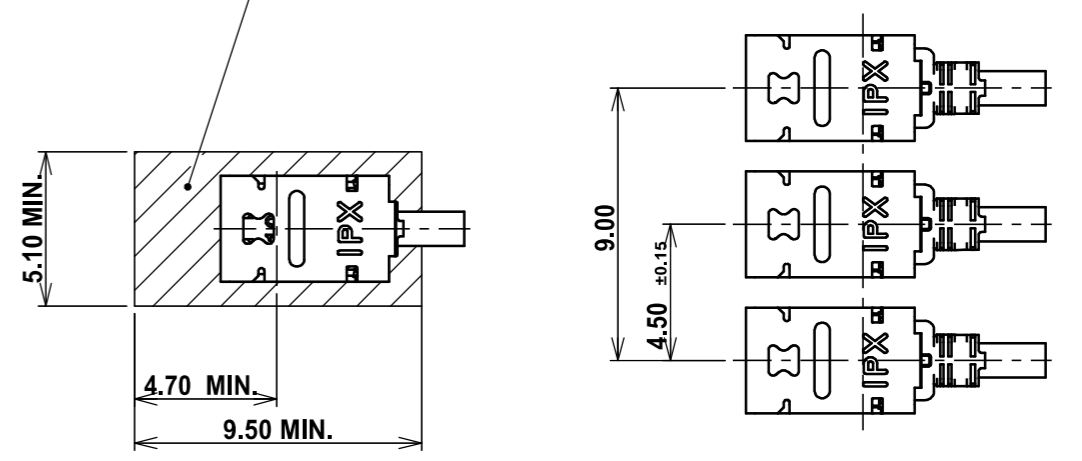 5.10 MIN.
IPX
4.70 MIN.
9.50 MIN.
9.00
4.50 ±0.15
IPX
IPX
IPX